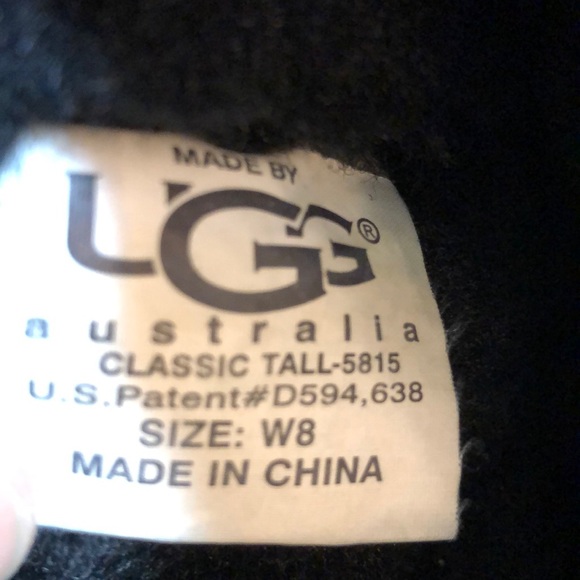 MADE BY
UGG®
australia
CLASSIC TALL-5815
U.S.Patent#D594,638
SIZE: W8
MADE IN CHINA